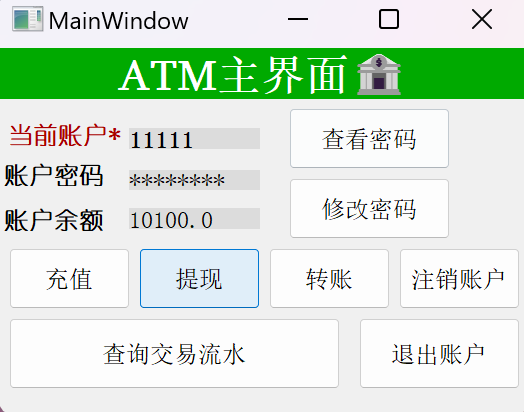 MainWindow
ATM主界面
当前账户* 11111 查看密码
账户密码 ********
账户余额 10100.0 修改密码
充值 提现 转账 注销账户
查询交易流水 退出账户